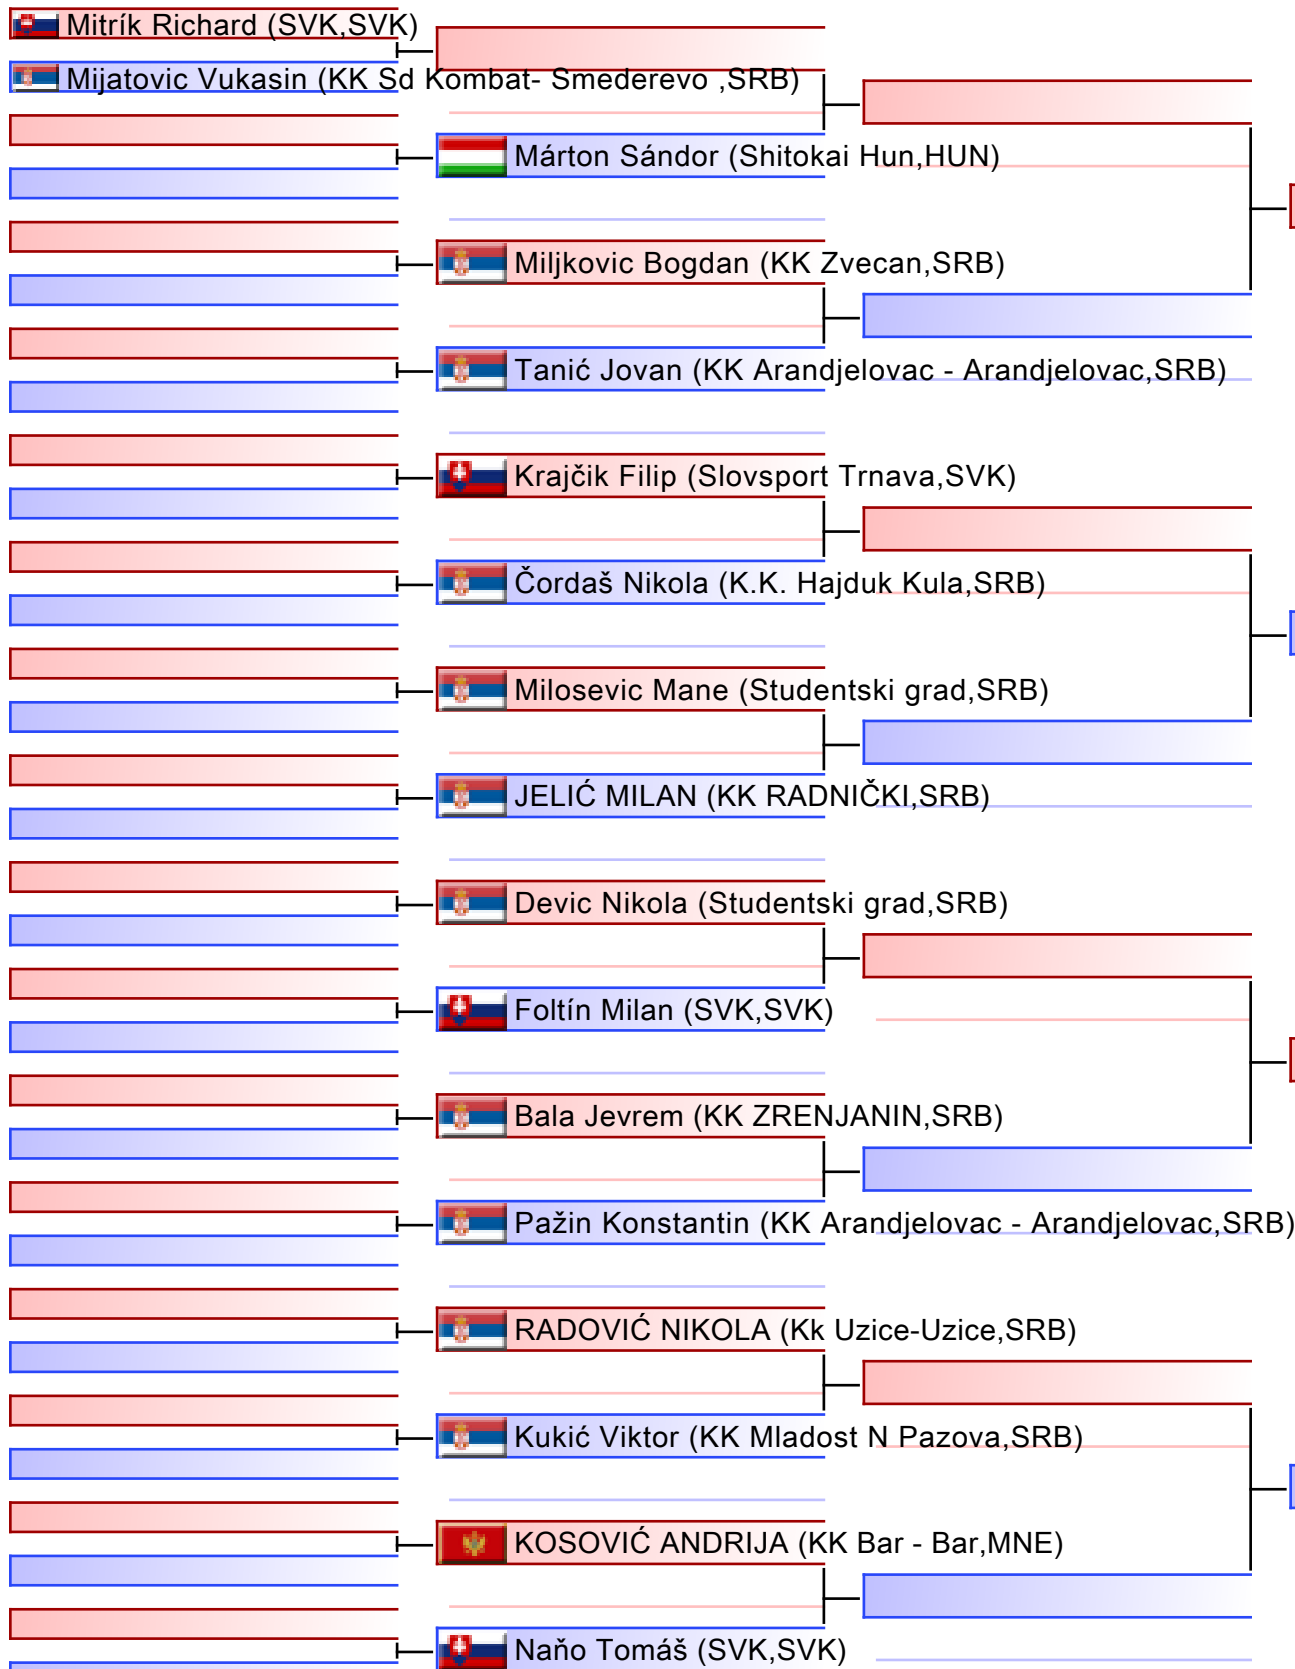 Mitrík Richard (SVK,SVK)
Mijatovic Vukasin (KK Sd Kombat- Smederevo ,SRB)
Márton Sándor (Shitokai Hun,HUN)
Miljkovic Bogdan (KK Zvecan,SRB)
Tanić Jovan (KK Arandjelovac - Arandjelovac,SRB)
Krajčik Filip (Slovsport Trnava,SVK)
Čordaš Nikola (K.K. Hajduk Kula,SRB)
Milosevic Mane (Studentski grad,SRB)
JELIĆ MILAN (KK RADNIČKI,SRB)
Devic Nikola (Studentski grad,SRB)
Foltín Milan (SVK,SVK)
Bala Jevrem (KK ZRENJANIN,SRB)
Pažin Konstantin (KK Arandjelovac - Arandjelovac,SRB)
RADOVIĆ NIKOLA (Kk Uzice-Uzice,SRB)
Kukić Viktor (KK Mladost N Pazova,SRB)
KOSOVIĆ ANDRIJA (KK Bar - Bar,MNE)
Naňo Tomáš (SVK,SVK)